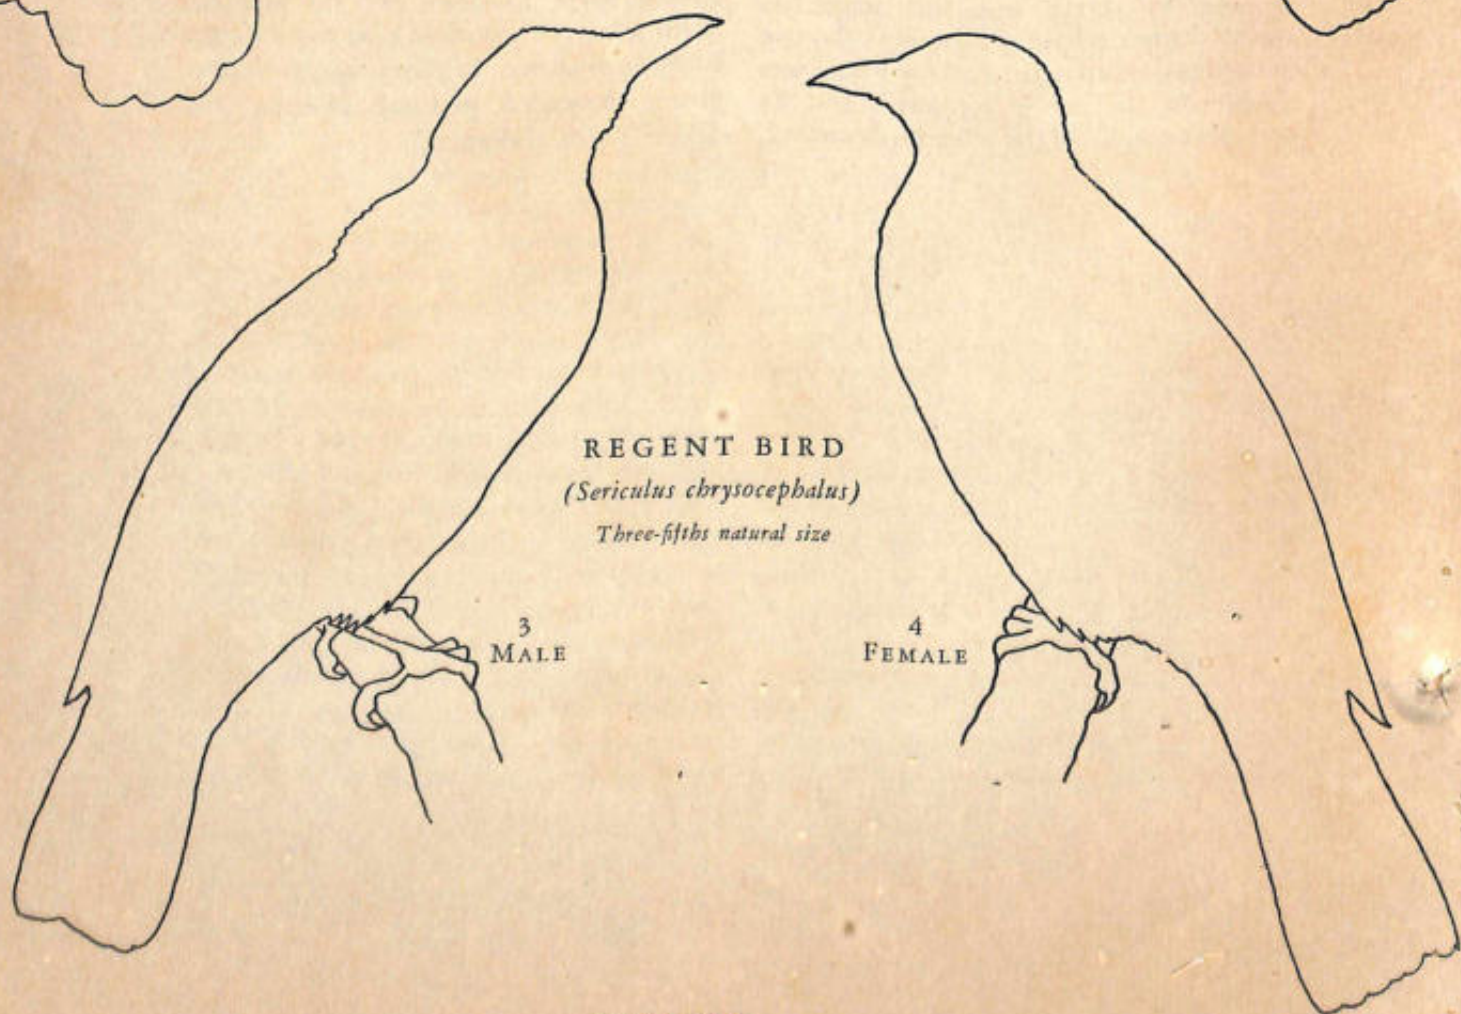 REGENT BIRD
(Sericulus chrysocephalus)
Three-fifths natural size
3
MALE
4
FEMALE